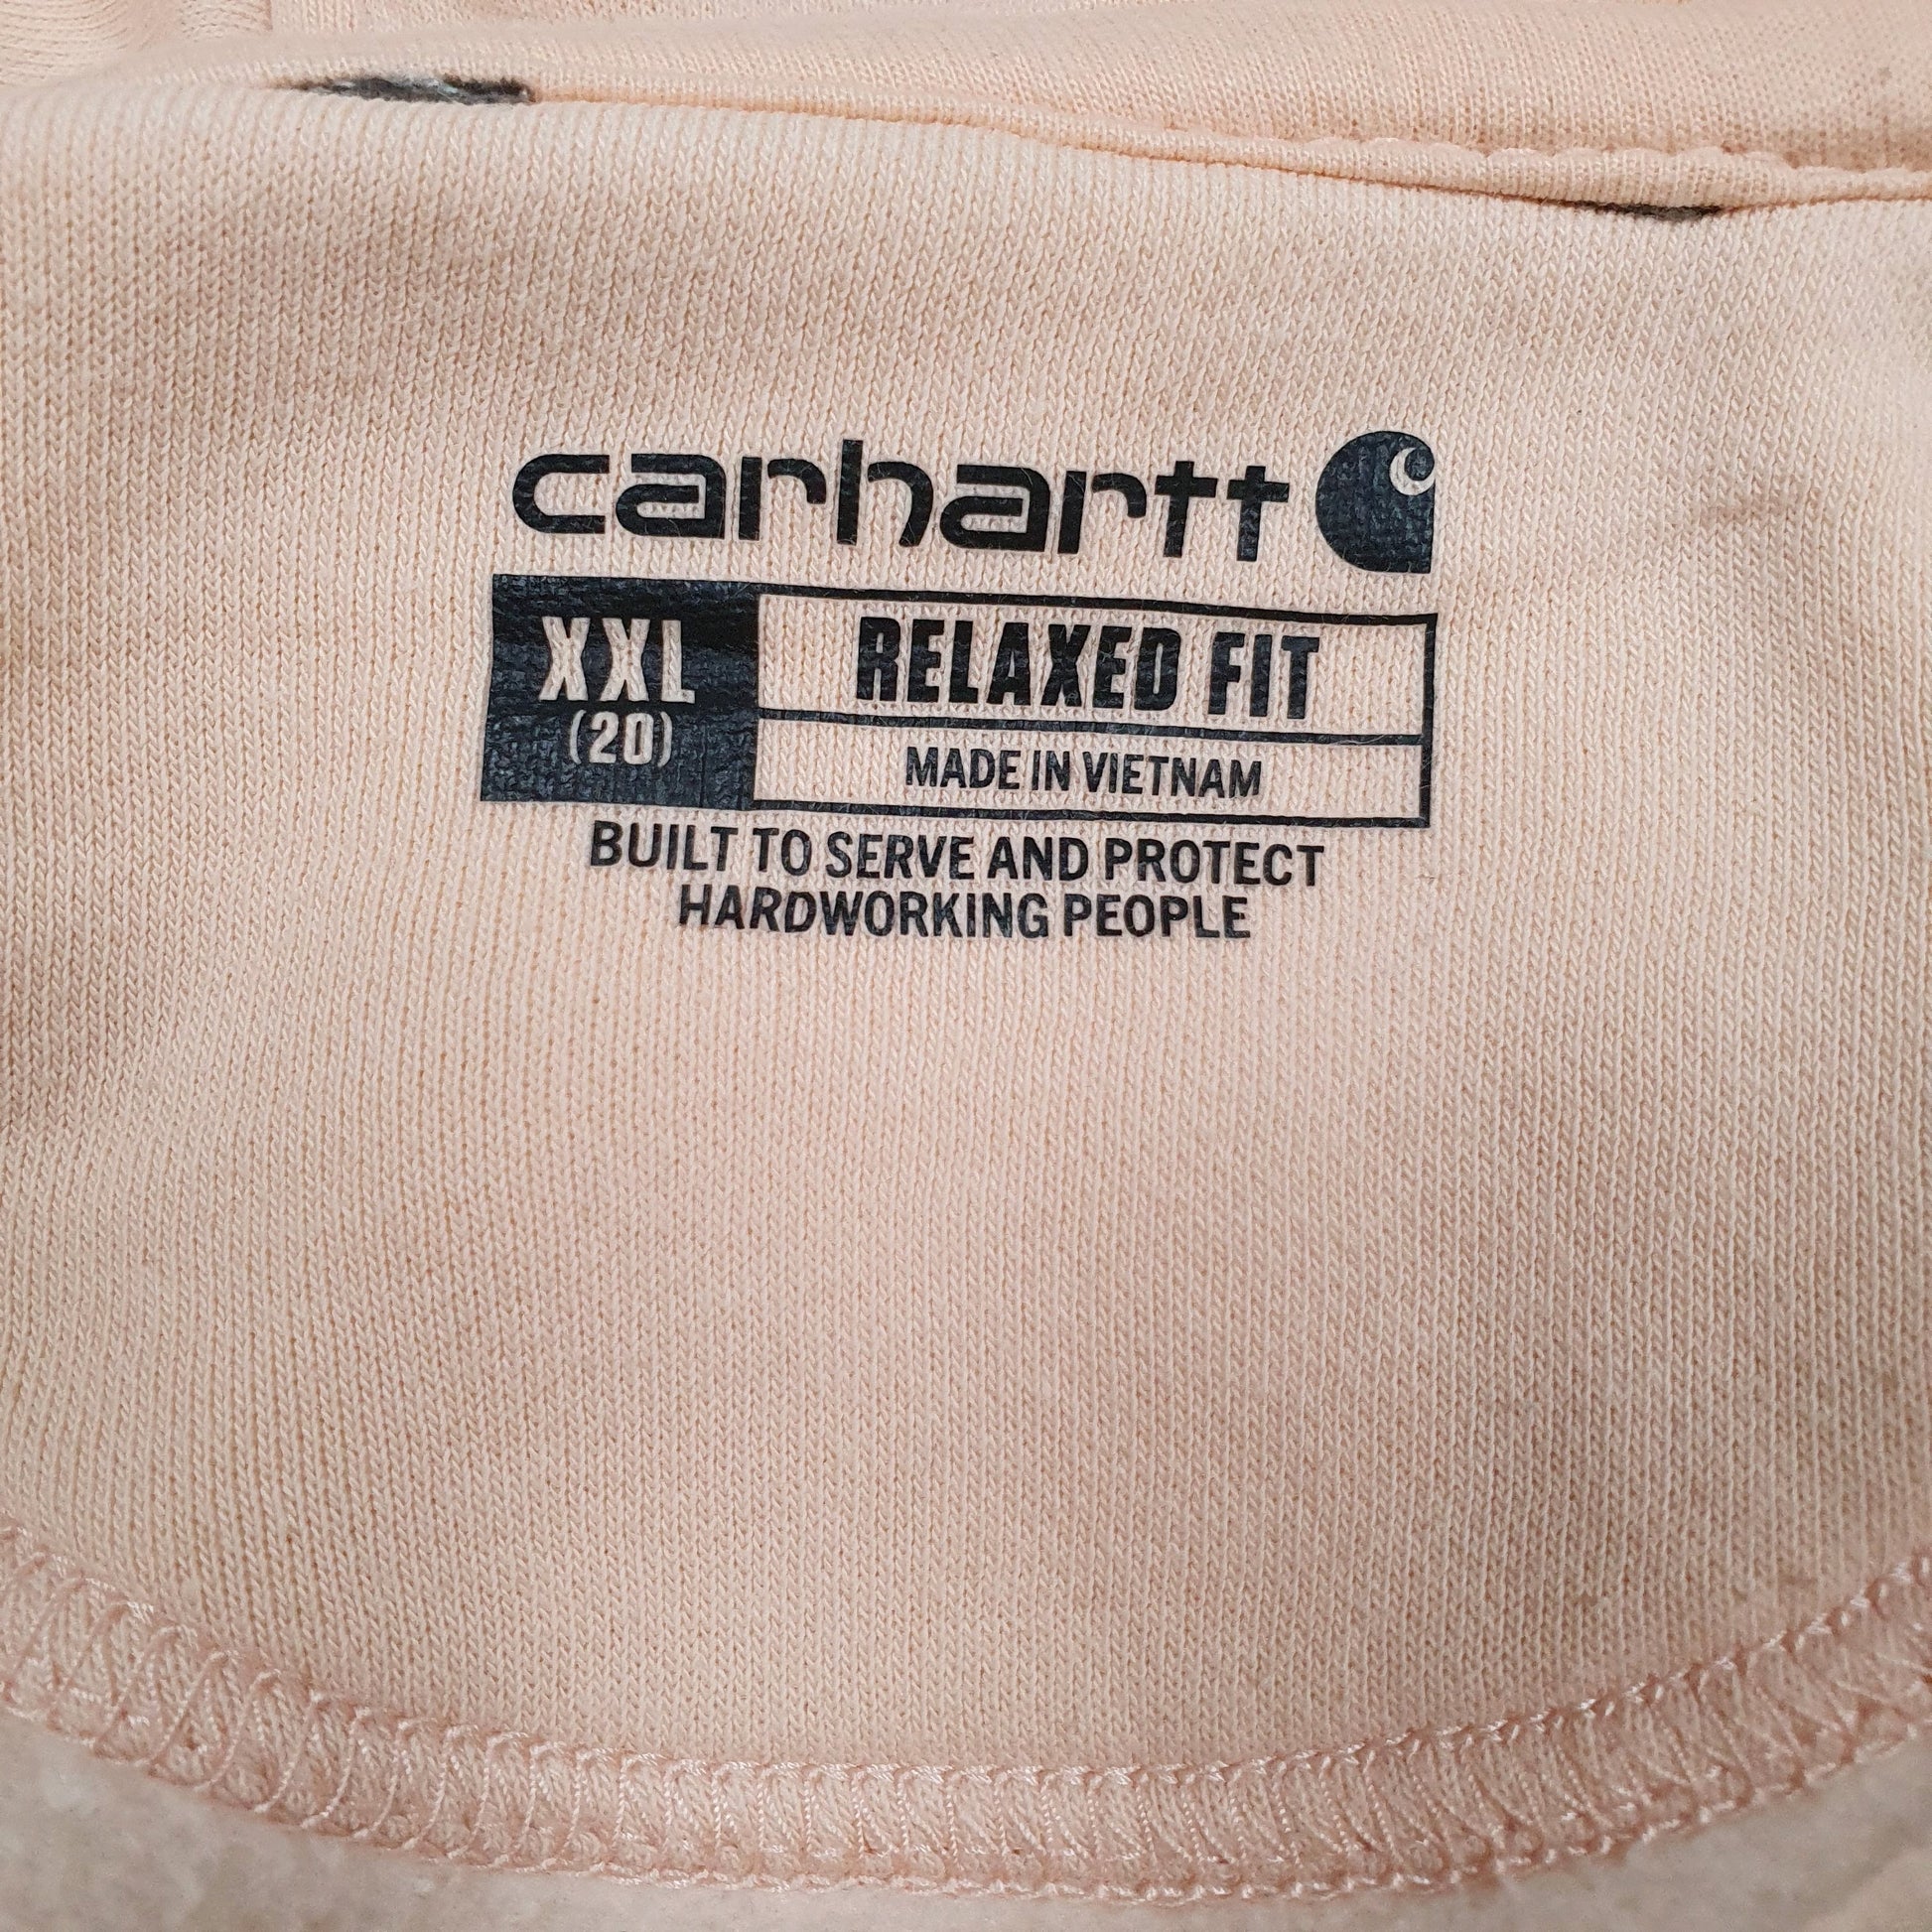 carhartt
XXL
(20)
RELAXED FIT
MADE IN VIETNAM
BUILT TO SERVE AND PROTECT
HARDWORKING PEOPLE